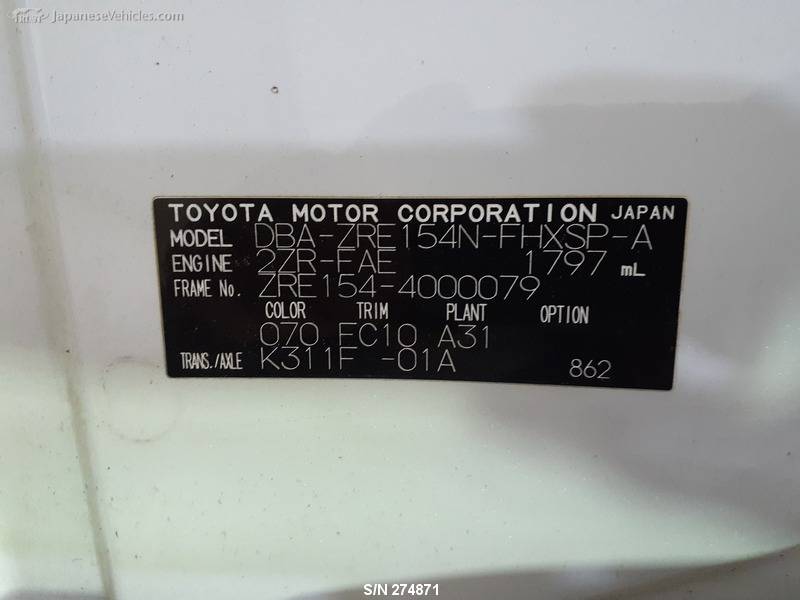 JapaneseVehicles.com
TOYOTA MOTOR CORPORATION JAPAN
MODEL DBA-ZRE154N-FHXSP-A
ENGINE 2ZR-FAE 1797 mL
FRAME No. ZRE154-4000079
COLOR TRIM PLANT OPTION
070 FC10 A31
TRANS./AXLE K311F -01A 862
S/N 274871